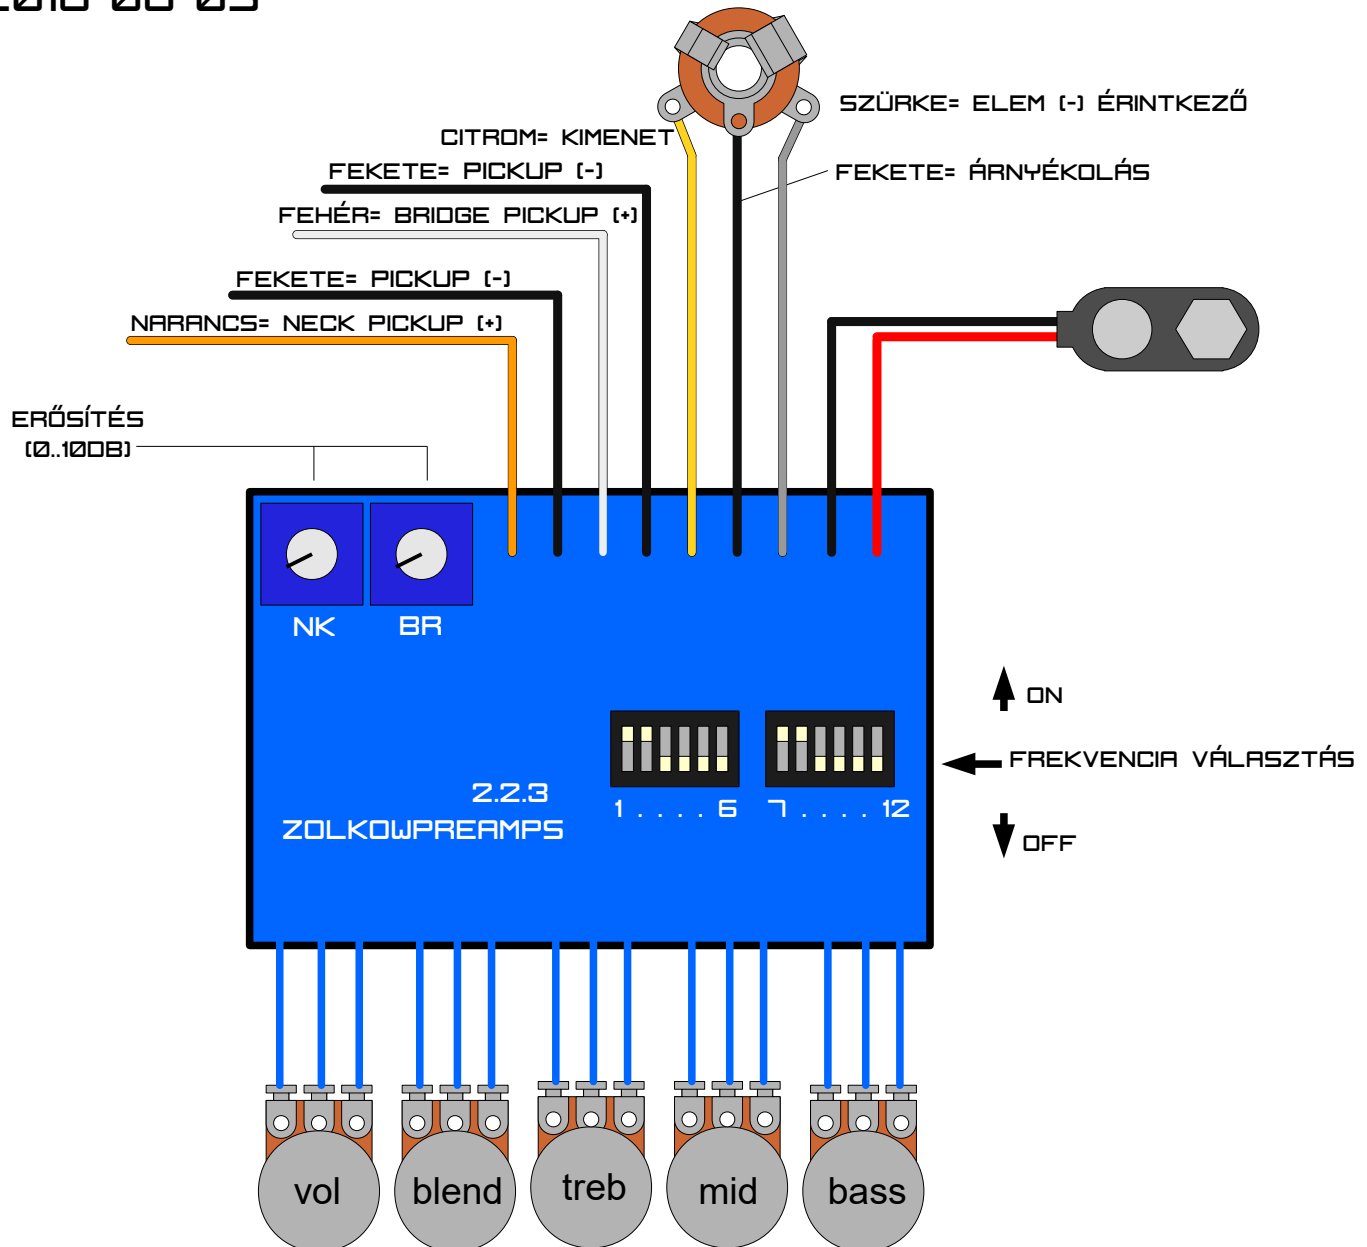 SZÜRKE= ELEM (-) ÉRINTKEZŐ
CITROM= KIMENET
FEKETE= PICKUP (-)
FEKETE= ÁRNYÉKOLÁS
FEHÉR= BRIDGE PICKUP (+)
FEKETE= PICKUP (-)
NARANCS= NECK PICKUP (+)
ERŐSÍTÉS
(0..10DB)
NK
BR
ON
FREKVENCIA VÁLASZTÁS
OFF
2.2.3
ZOLKOWPREAMPS
1 . . . . 6
7 . . . . 12
vol
blend
treb
mid
bass